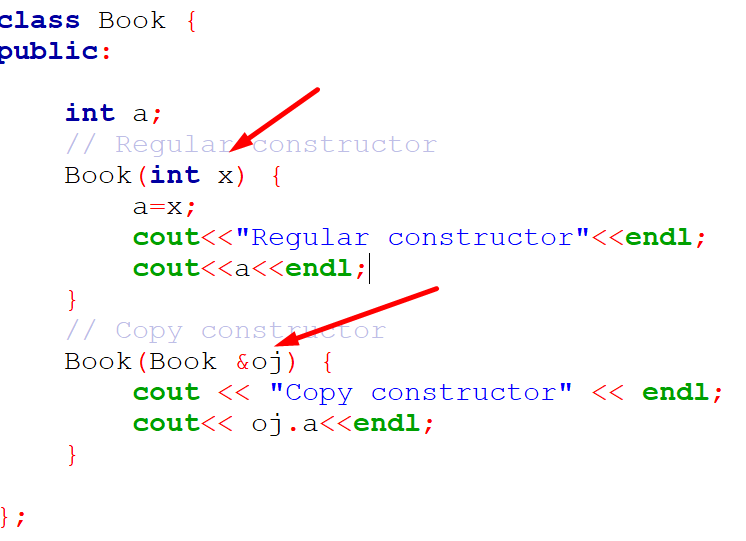 class Book {
public:
int a;
// Regular constructor
Book(int x) {
a=x;
cout<<"Regular constructor"<<endl;
cout<<a<<endl;
}
// Copy constructor
Book(Book &oj) {
cout << "Copy constructor" << endl;
cout<< oj.a<<endl;
}
};